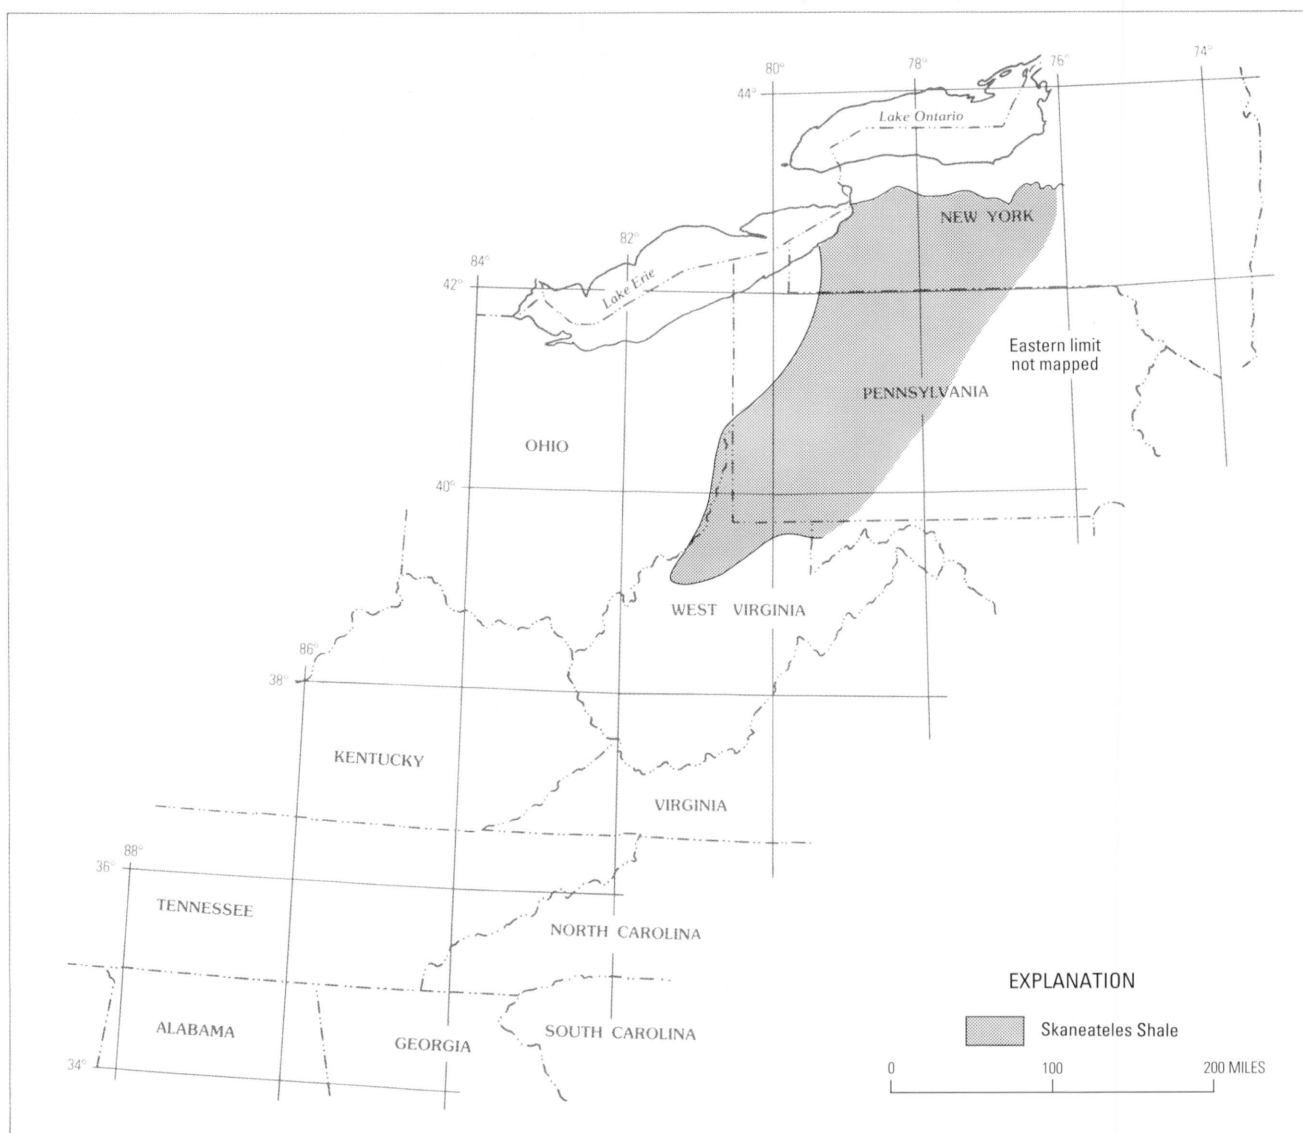 74°
76°
78°
80°
44°
Lake Ontario
NEW YORK
82°
84°
42°
Lake Erie
Eastern limit
not mapped
PENNSYLVANIA
OHIO
40°
WEST VIRGINIA
86°
38°
KENTUCKY
VIRGINIA
88°
36°
TENNESSEE
NORTH CAROLINA
EXPLANATION
Skaneateles Shale
ALABAMA
GEORGIA
SOUTH CAROLINA
34°
0 100 200 MILES